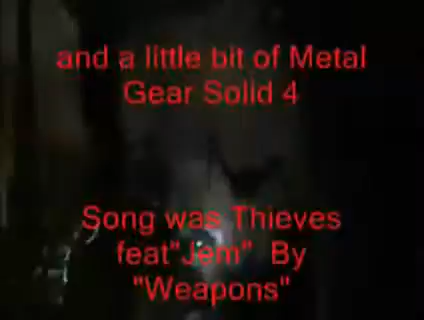 and a little bit of Metal
Gear Solid 4
Song was Thieves
feat"Jem" By
"Weapons"